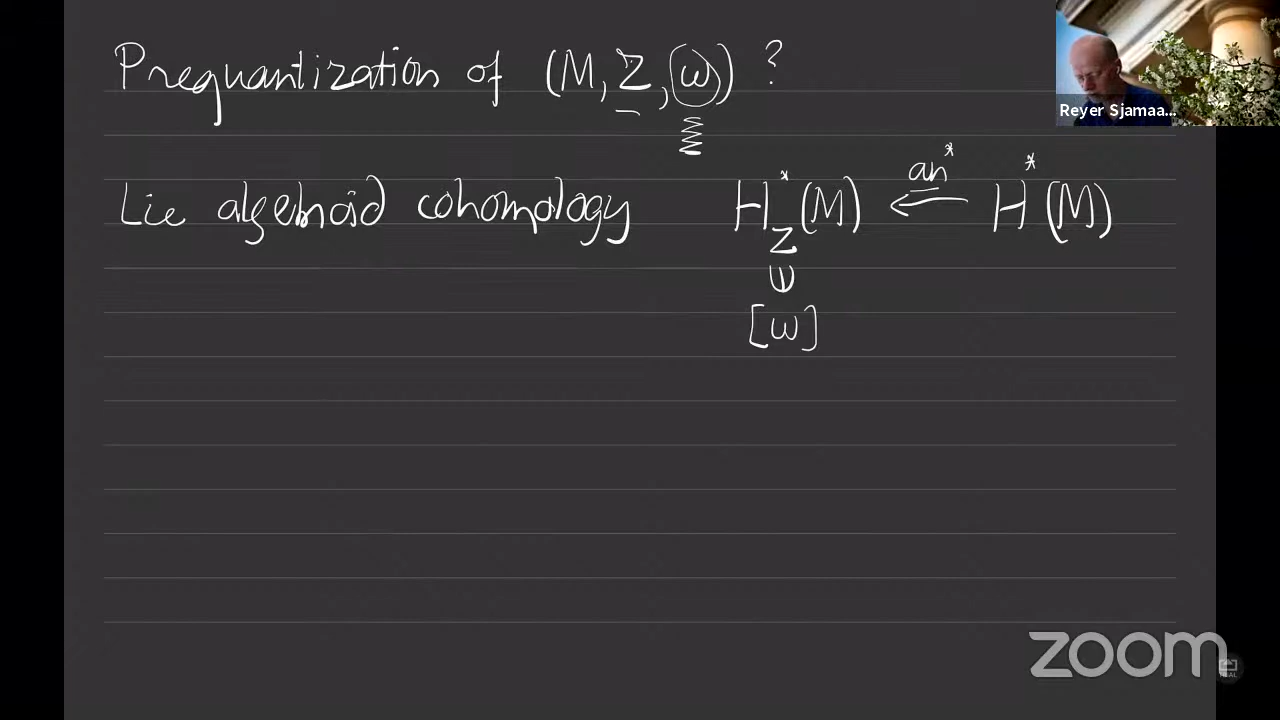 Prequantization of (M, Z, ω) ?
Reyer Sjamaa...
Lie algebroid cohomology H*_Z(M) ←an* H*(M)
∪
[ω]
zoom